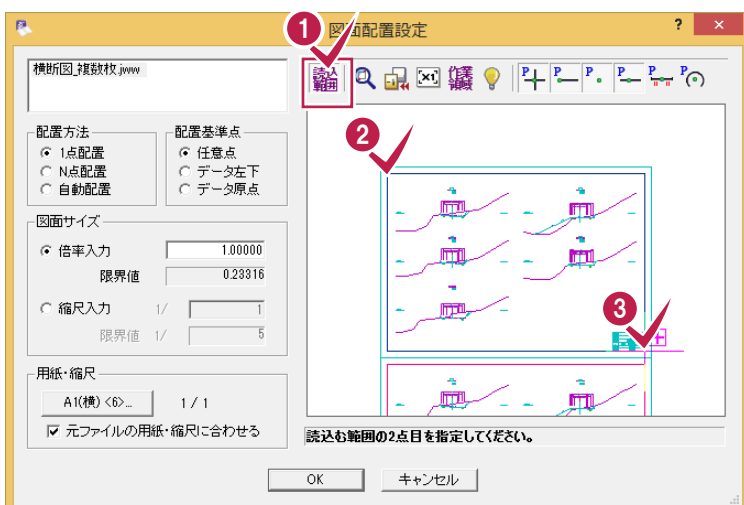 図面配置設定
?
×
1
横断図_複数枚.jww
読込
範囲
×1
作業
領域
P
P
P
P
P
P
2
配置方法
1点配置
N点配置
自動配置
配置基準点
任意点
データ左下
データ原点
図面サイズ
倍率入力
1.00000
限界値
0.23316
縮尺入力
1/
1
限界値
1/
5
3
用紙・縮尺
A1(横) <6>...
1 / 1
元ファイルの用紙・縮尺に合わせる
読込む範囲の2点目を指定してください。
OK
キャンセル